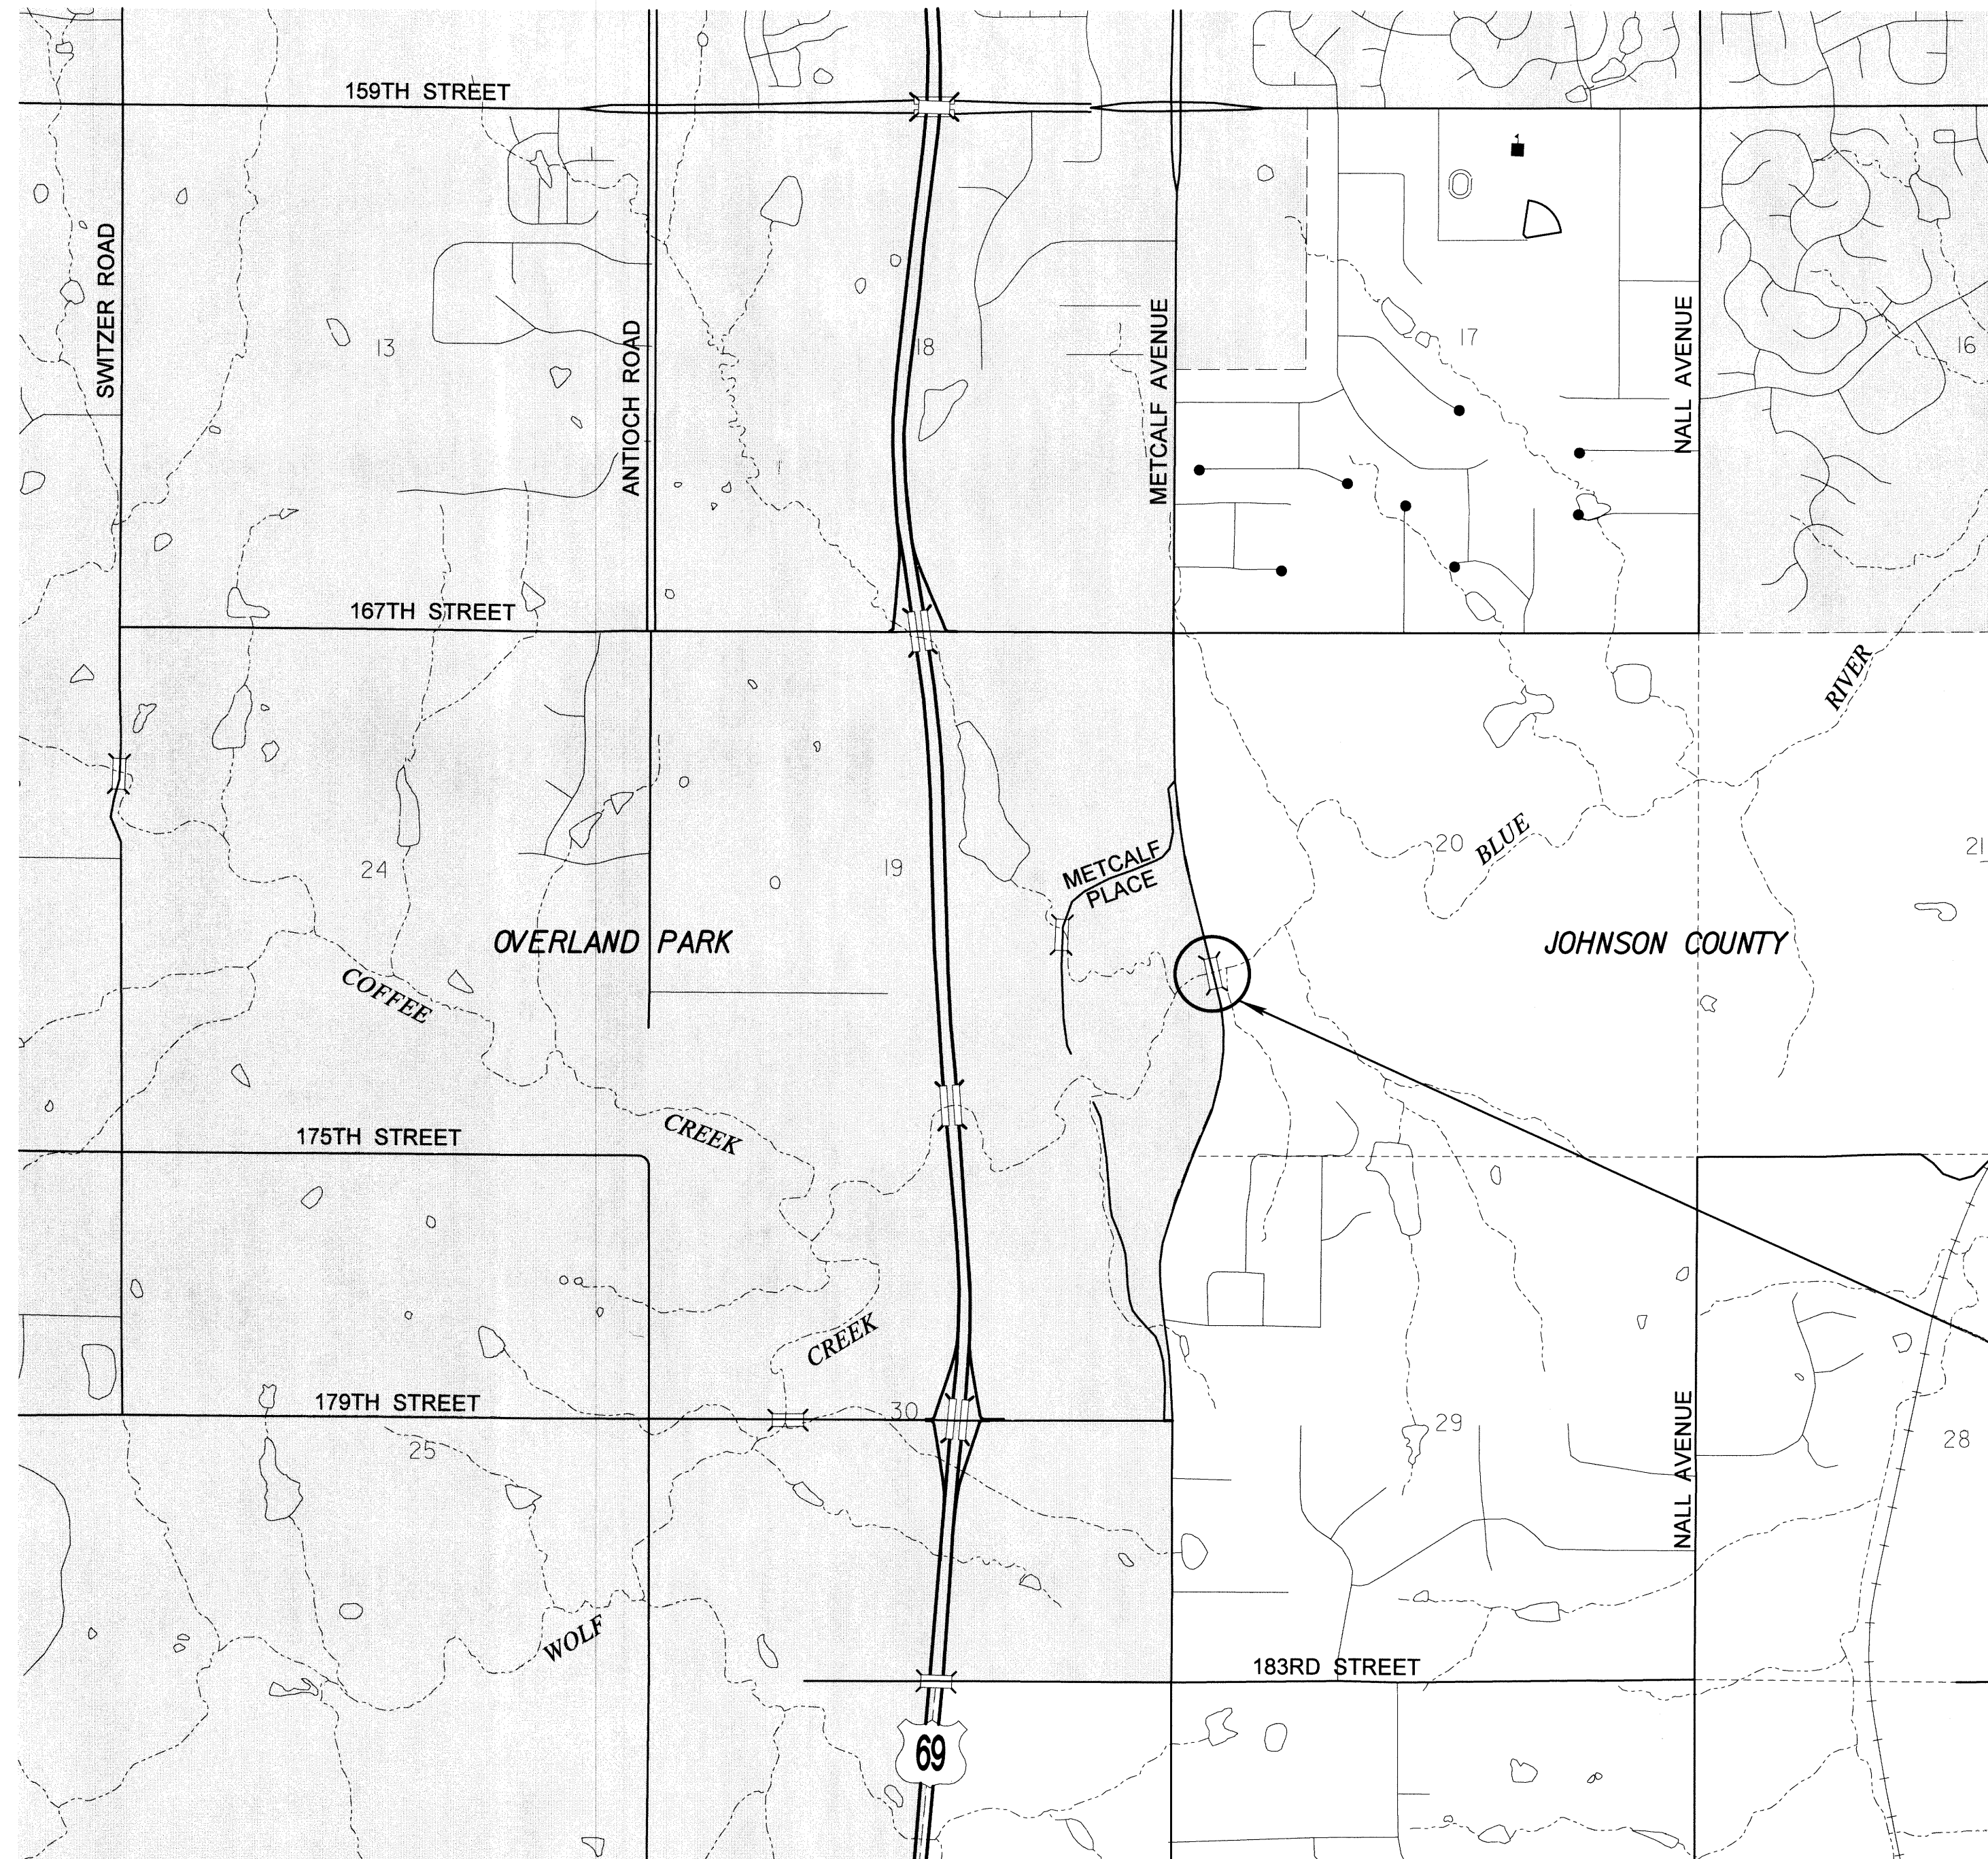 159TH STREET
1
SWITZER ROAD
ANTIOCH ROAD
METCALF AVENUE
NALL AVENUE
13
18
17
16
167TH STREET
RIVER
24
19
METCALF
PLACE
20
BLUE
21
OVERLAND PARK
JOHNSON COUNTY
COFFEE
CREEK
175TH STREET
CREEK
179TH STREET
25
30
29
28
NALL AVENUE
WOLF
183RD STREET
69